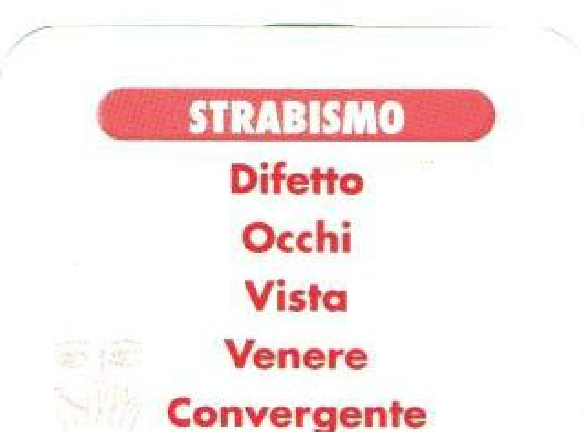 STRABISMO
Difetto
Occhi
Vista
Venere
Convergente